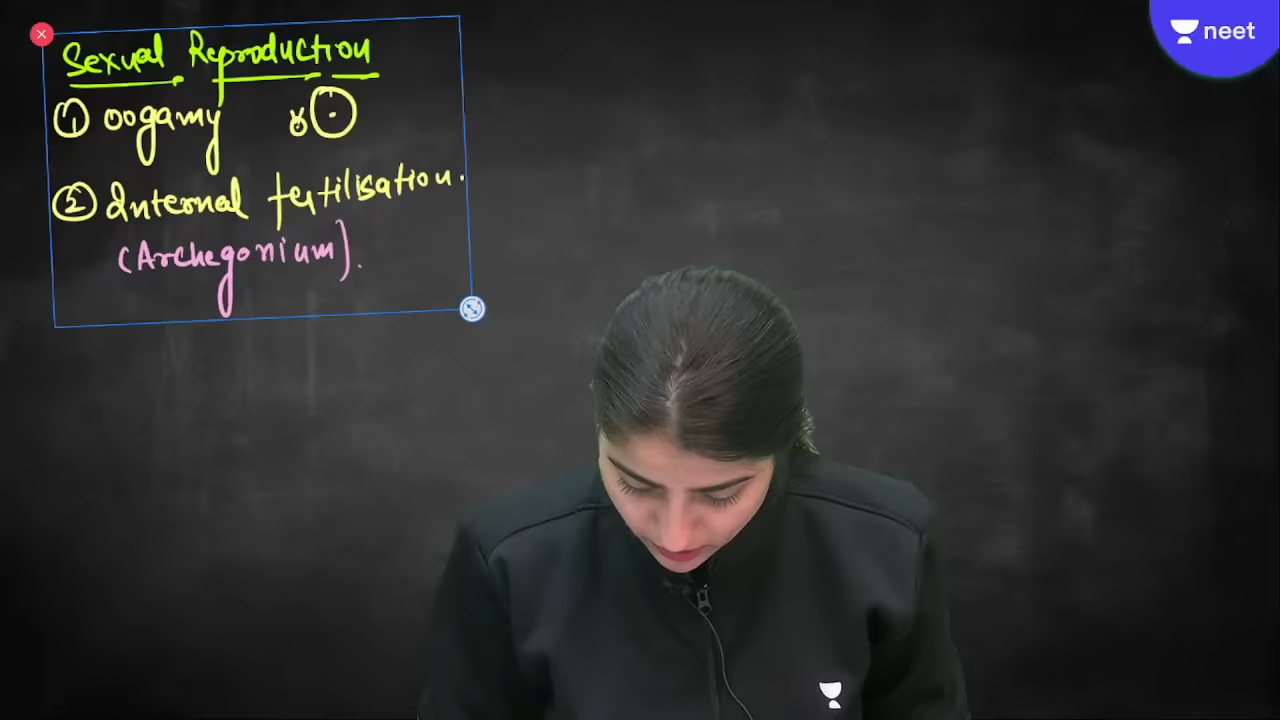 Sexual Reproduction
① oogamy
② Internal fertilisation.
(Archegonium).
neet